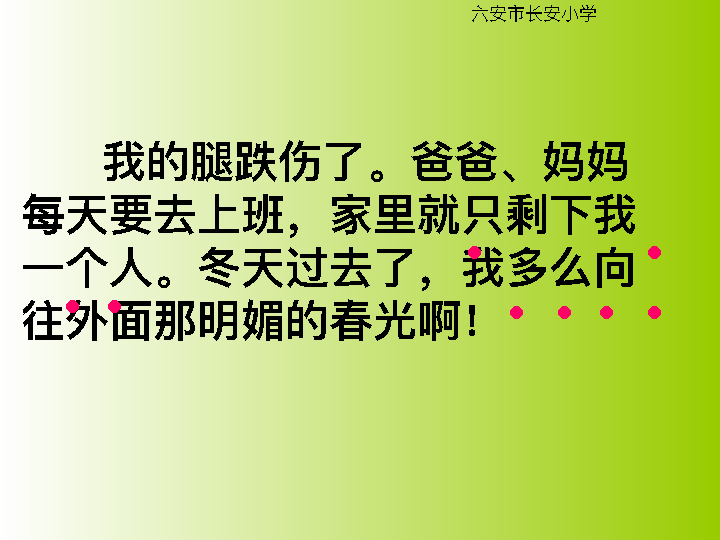 六安市长安小学
我的腿跌伤了。爸爸、妈妈
每天要去上班，家里就只剩下我
一个人。冬天过去了，我多么向
往外面那明媚的春光啊！